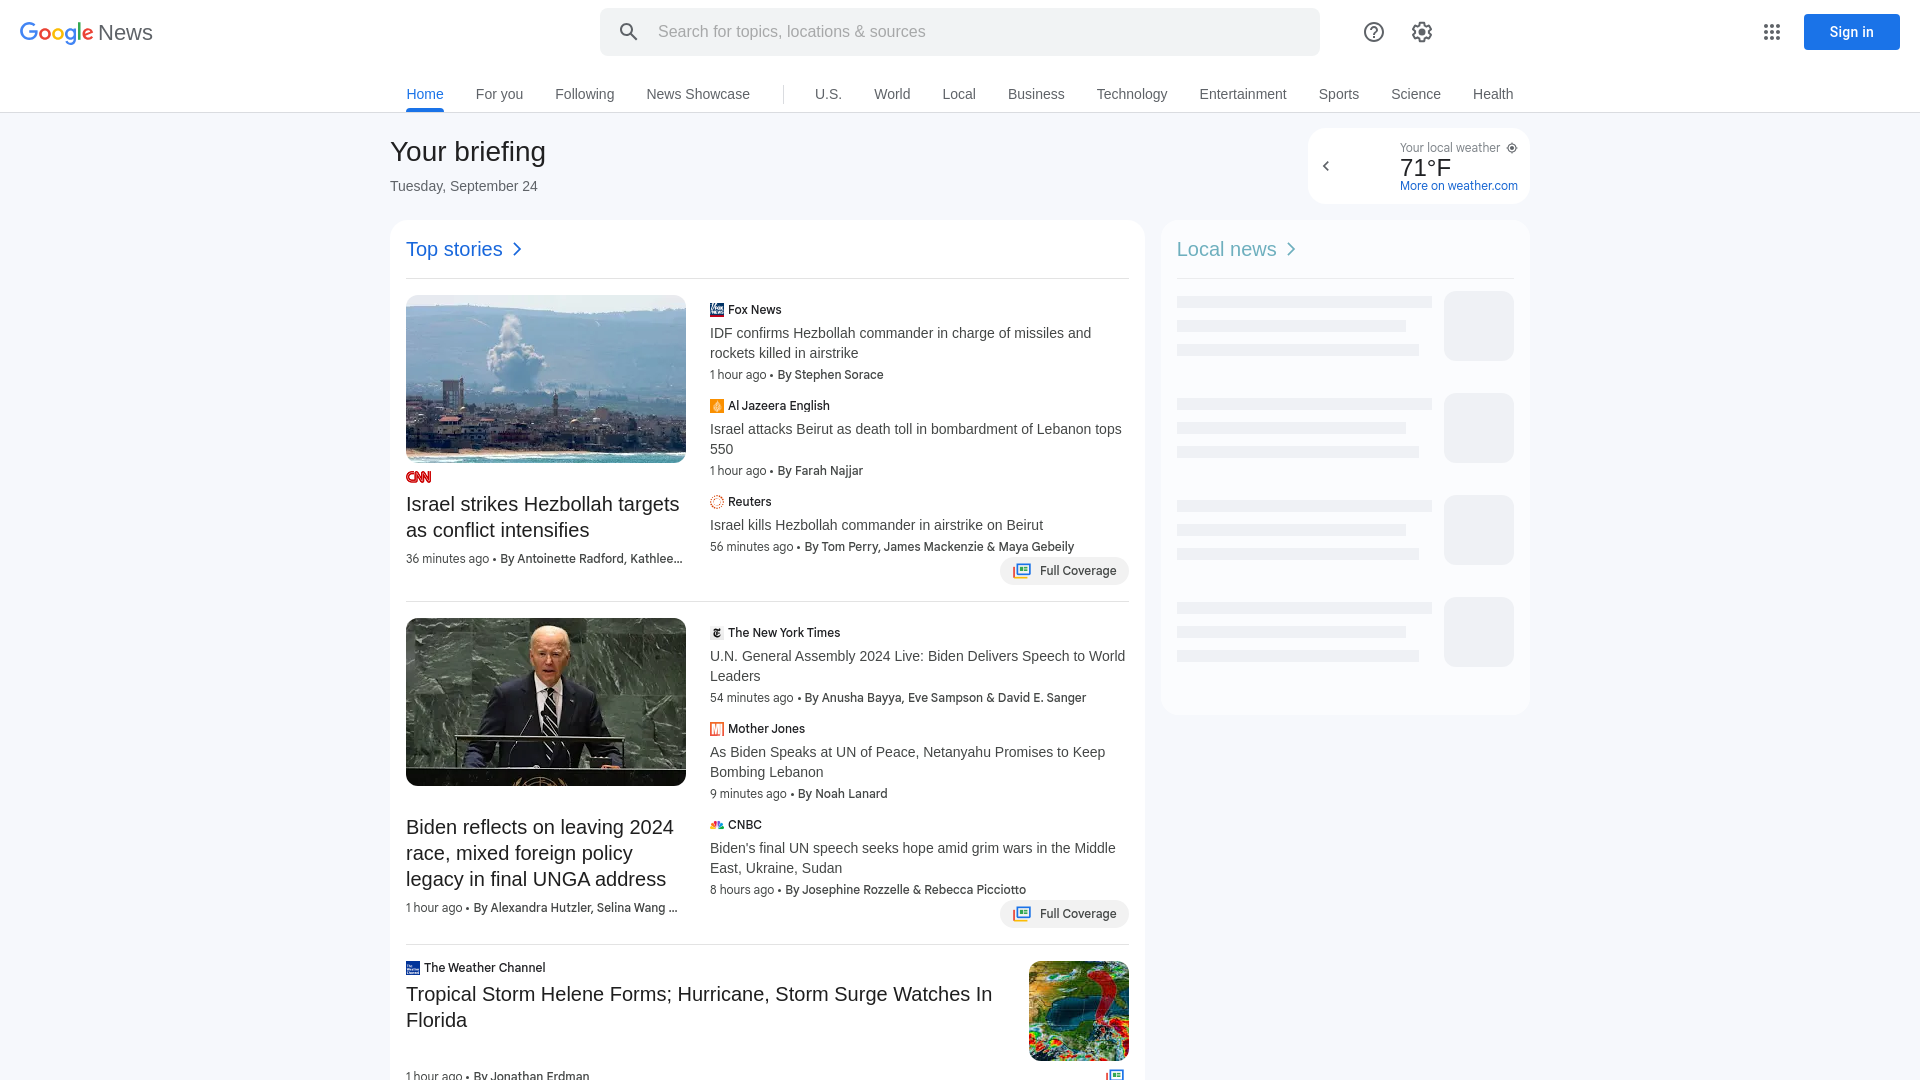 Google News
Search for topics, locations & sources
Sign in
Home
For you
Following
News Showcase
U.S.
World
Local
Business
Technology
Entertainment
Sports
Science
Health
Your briefing
Tuesday, September 24
Your local weather
71°F
More on weather.com
Top stories
CNN
Israel strikes Hezbollah targets
as conflict intensifies
36 minutes ago • By Antoinette Radford, Kathlee...
Fox News
IDF confirms Hezbollah commander in charge of missiles and
rockets killed in airstrike
1 hour ago • By Stephen Sorace
Al Jazeera English
Israel attacks Beirut as death toll in bombardment of Lebanon tops
550
1 hour ago • By Farah Najjar
Reuters
Israel kills Hezbollah commander in airstrike on Beirut
56 minutes ago • By Tom Perry, James Mackenzie & Maya Gebeily
Full Coverage
Biden reflects on leaving 2024
race, mixed foreign policy
legacy in final UNGA address
1 hour ago • By Alexandra Hutzler, Selina Wang ...
The New York Times
U.N. General Assembly 2024 Live: Biden Delivers Speech to World
Leaders
54 minutes ago • By Anusha Bayya, Eve Sampson & David E. Sanger
Mother Jones
As Biden Speaks at UN of Peace, Netanyahu Promises to Keep
Bombing Lebanon
9 minutes ago • By Noah Lanard
CNBC
Biden's final UN speech seeks hope amid grim wars in the Middle
East, Ukraine, Sudan
8 hours ago • By Josephine Rozzelle & Rebecca Picciotto
Full Coverage
The Weather Channel
Tropical Storm Helene Forms; Hurricane, Storm Surge Watches In
Florida
1 hour ago • By Jonathan Erdman
Local news